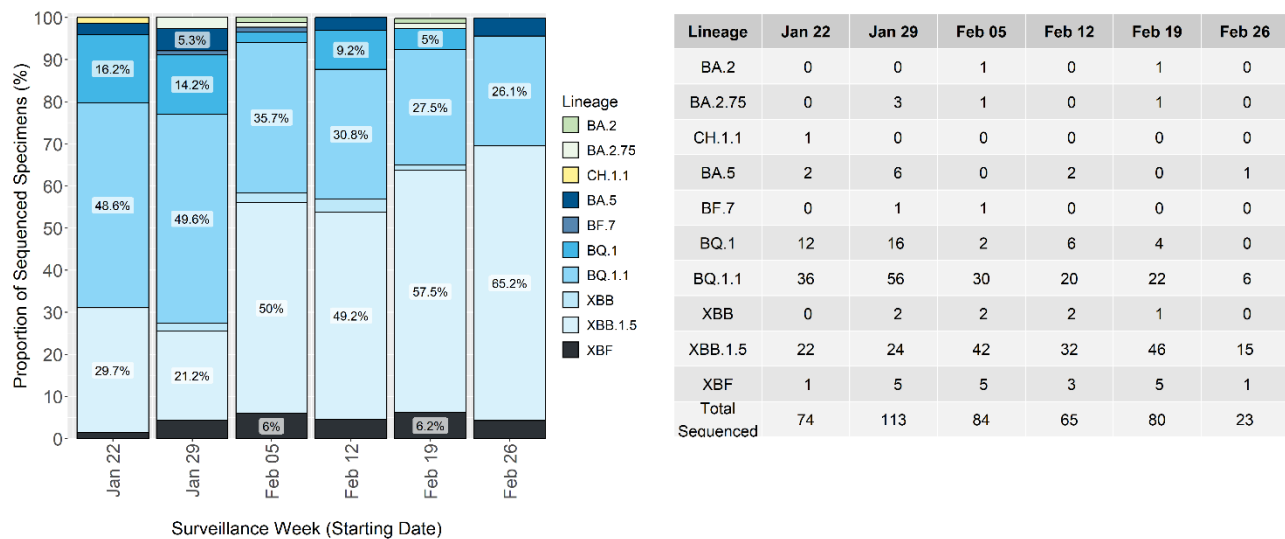 Proportion of Sequenced Specimens (%)
100
90
80
70
60
50
40
30
20
10
0
16.2%
48.6%
29.7%
5.3%
14.2%
49.6%
21.2%
35.7%
50%
6%
9.2%
30.8%
49.2%
5%
27.5%
57.5%
6.2%
26.1%
65.2%
Jan 22
Jan 29
Feb 05
Feb 12
Feb 19
Feb 26
Surveillance Week (Starting Date)
Lineage
BA.2
BA.2.75
CH.1.1
BA.5
BF.7
BQ.1
BQ.1.1
XBB
XBB.1.5
XBF
Lineage Jan 22 Jan 29 Feb 05 Feb 12 Feb 19 Feb 26
BA.2 0 0 1 0 1 0
BA.2.75 0 3 1 0 1 0
CH.1.1 1 0 0 0 0 0
BA.5 2 6 0 2 0 1
BF.7 0 1 1 0 0 0
BQ.1 12 16 2 6 4 0
BQ.1.1 36 56 30 20 22 6
XBB 0 2 2 2 1 0
XBB.1.5 22 24 42 32 46 15
XBF 1 5 5 3 5 1
Total
Sequenced 74 113 84 65 80 23